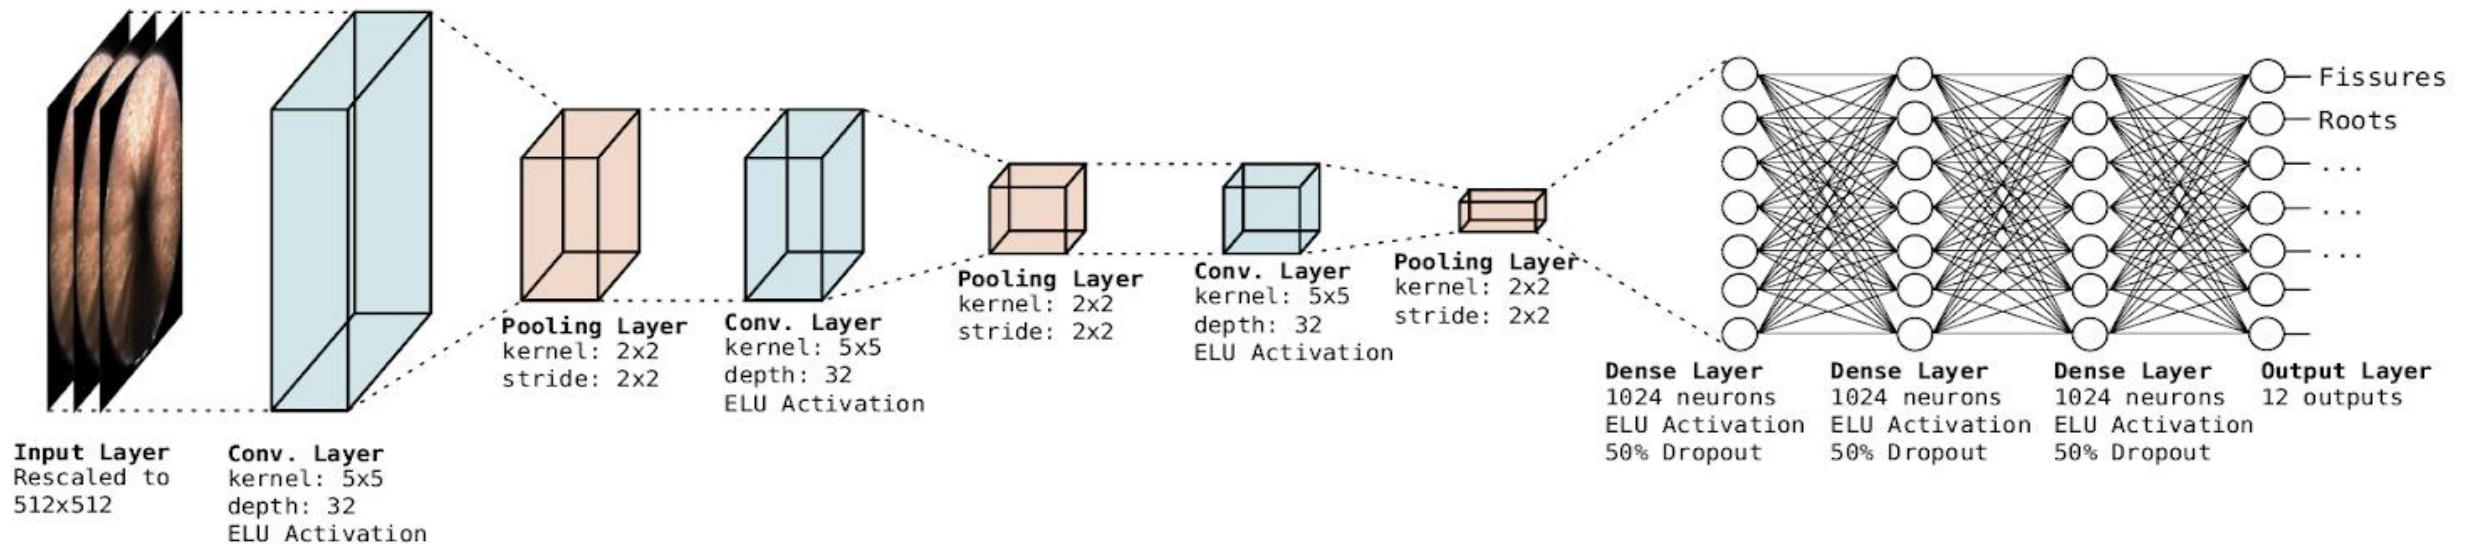 Input Layer
Rescaled to
512x512
Conv. Layer
kernel: 5x5
depth: 32
ELU Activation
Pooling Layer
kernel: 2x2
stride: 2x2
Conv. Layer
kernel: 5x5
depth: 32
ELU Activation
Pooling Layer
kernel: 2x2
stride: 2x2
Conv. Layer
kernel: 5x5
depth: 32
ELU Activation
Pooling Layer
kernel: 2x2
stride: 2x2
Dense Layer
1024 neurons
ELU Activation
50% Dropout
Dense Layer
1024 neurons
ELU Activation
50% Dropout
Dense Layer
1024 neurons
ELU Activation
50% Dropout
Output Layer
12 outputs
Fissures
Roots
...
...
...